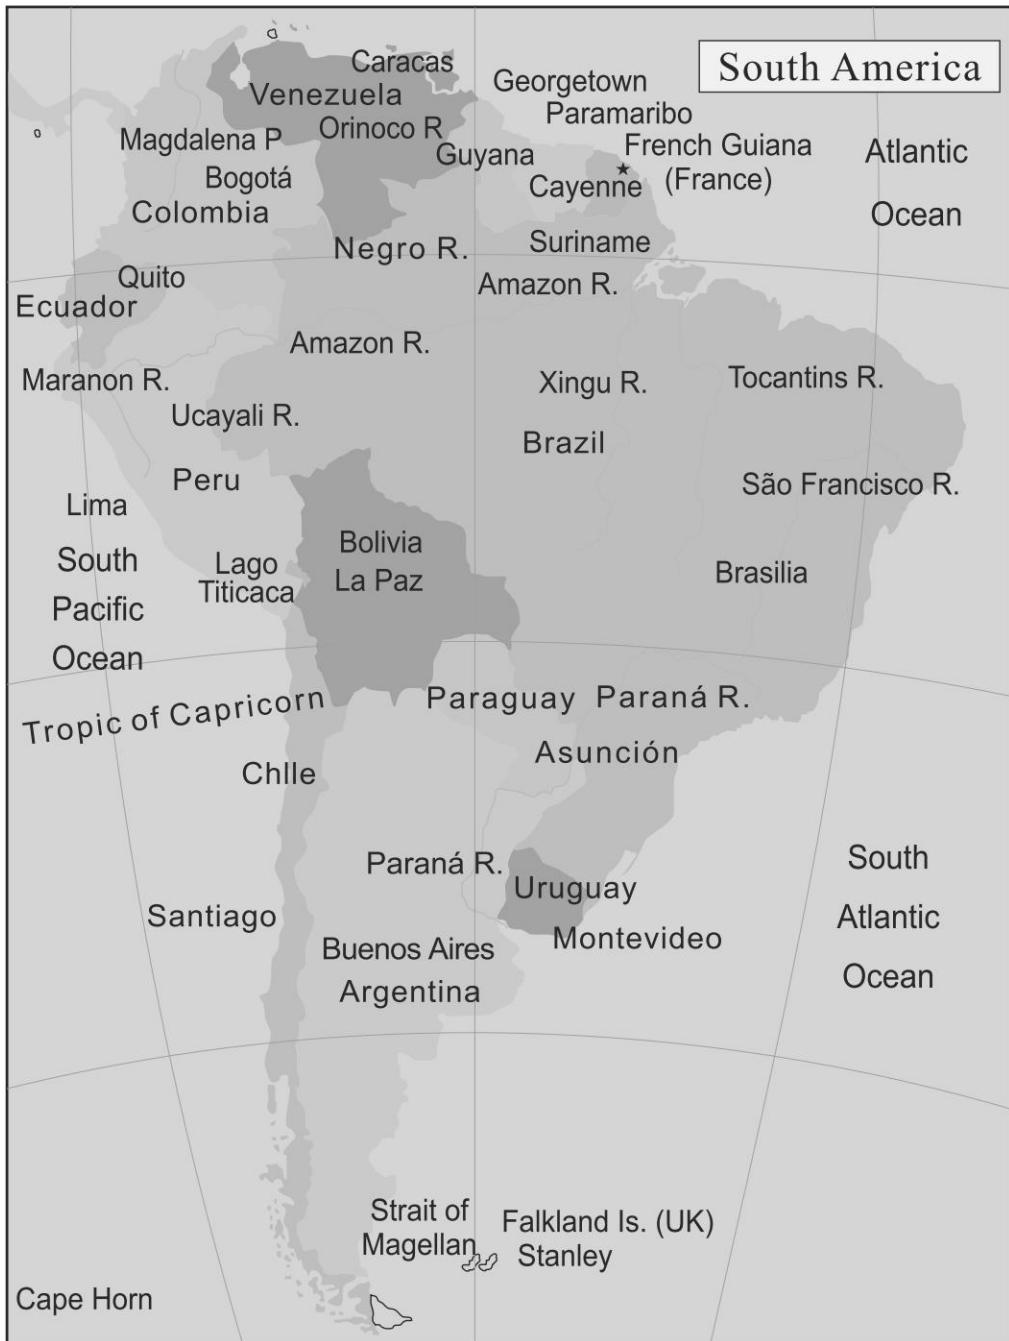 South America
Caracas
Venezuela
Orinoco R
Georgetown
Paramaribo
French Guiana
(France)
Guyana
Cayenne
Suriname
Atlantic
Ocean
Magdalena P
Bogotá
Colombia
Negro R.
Amazon R.
Quito
Ecuador
Amazon R.
Maranon R.
Ucayali R.
Xingu R.
Tocantins R.
Brazil
Peru
São Francisco R.
Lima
South
Pacific
Ocean
Lago
Titicaca
Bolivia
La Paz
Brasilia
Tropic of Capricorn
Paraguay
Paraná R.
Asunción
Chlle
Paraná R.
Uruguay
Montevideo
Santiago
Buenos Aires
Argentina
South
Atlantic
Ocean
Strait of
Magellan
Falkland Is. (UK)
Stanley
Cape Horn